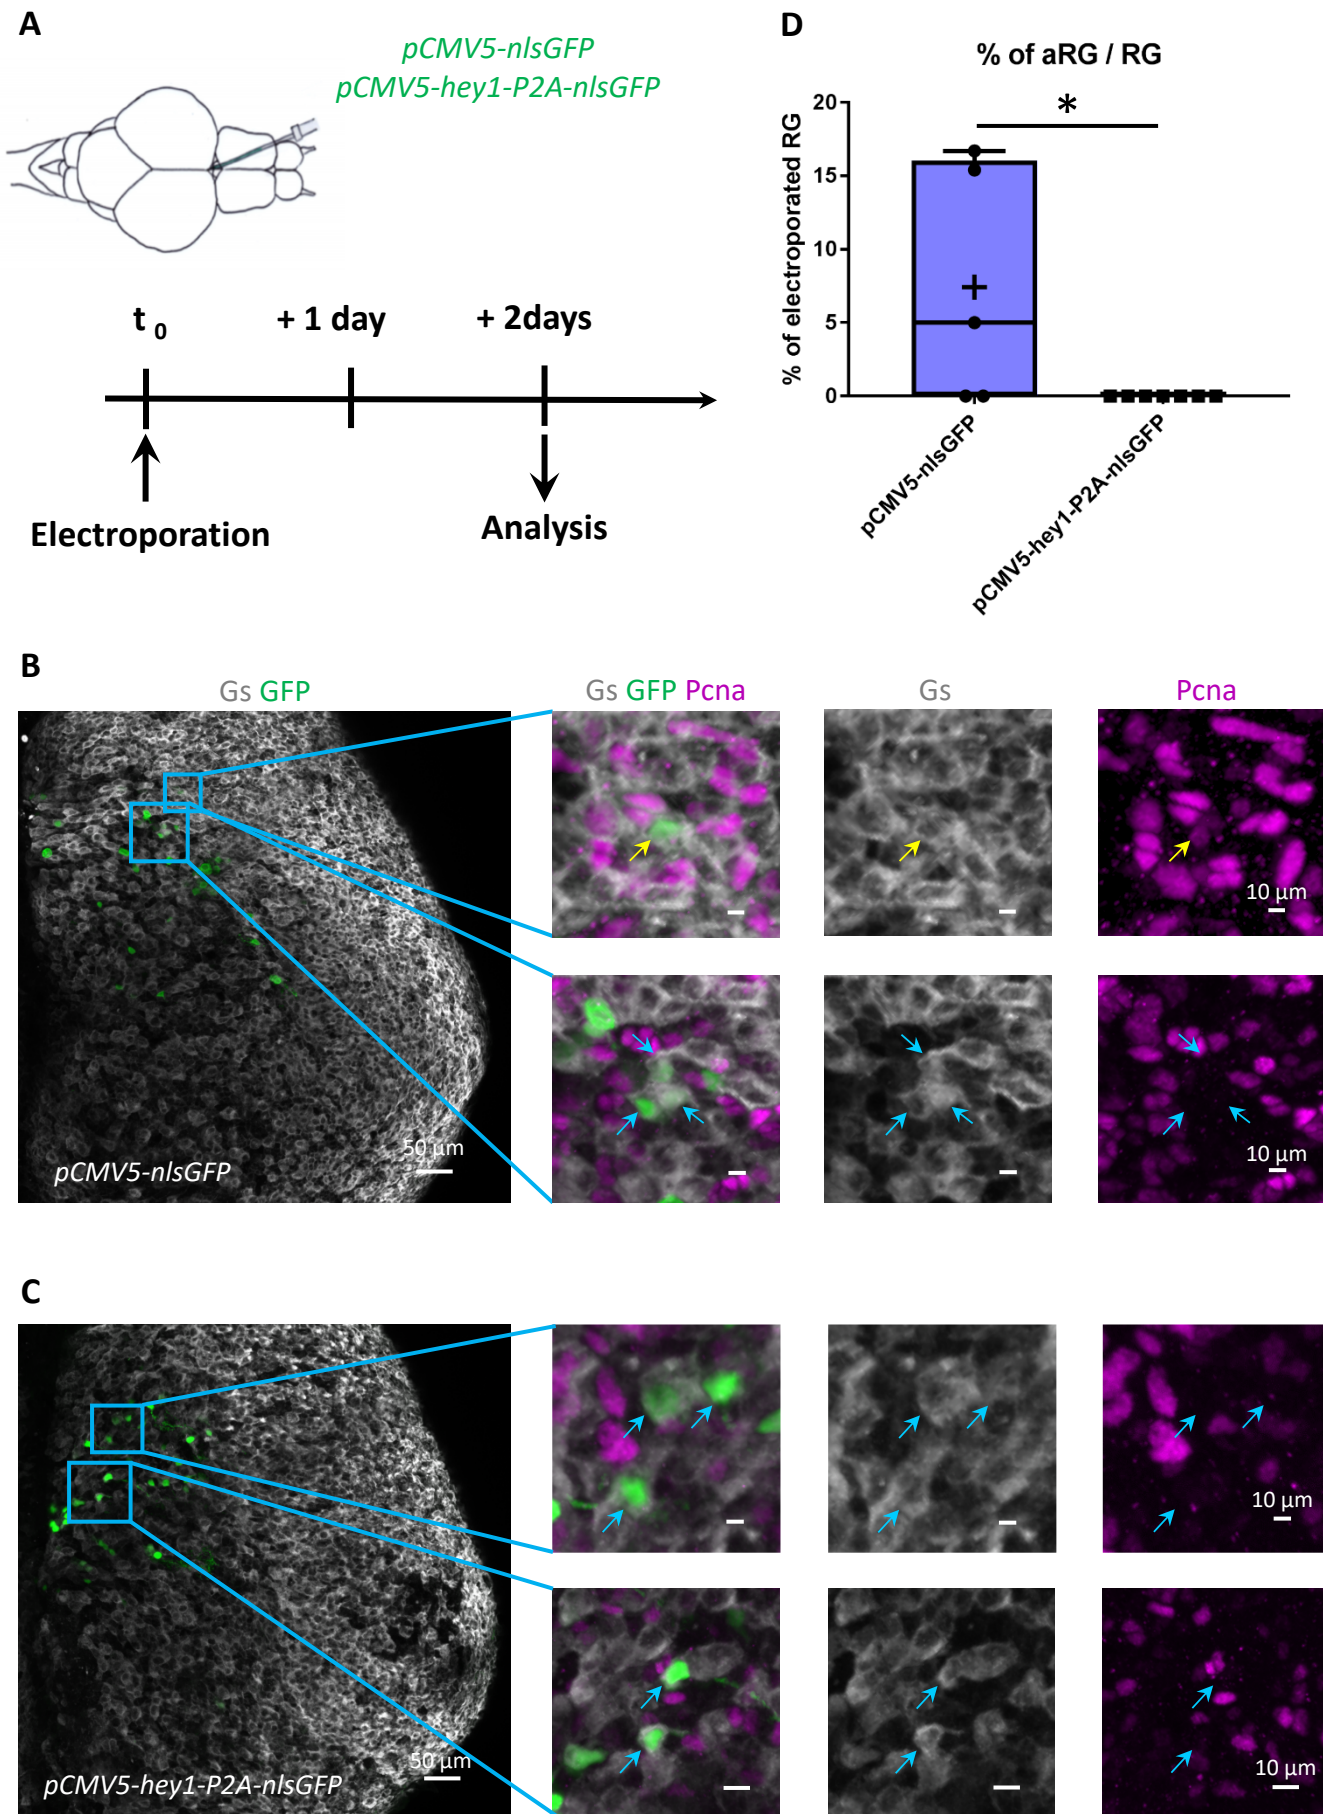 A
pCMV5-nlsGFP
pCMV5-hey1-P2A-nlsGFP
t 0
+ 1 day
+ 2days
Electroporation
Analysis
D
% of aRG / RG
*
% of electroporated RG
20
15
10
5
0
pCMV5-nlsGFP
pCMV5-hey1-P2A-nlsGFP
B
Gs GFP
Gs GFP Pcna
Gs
Pcna
10 µm
50 µm
pCMV5-nlsGFP
10 µm
C
10 µm
50 µm
pCMV5-hey1-P2A-nlsGFP
10 µm